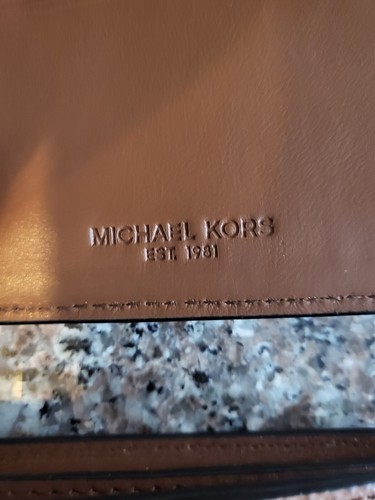 MICHAEL KORS
EST. 1981